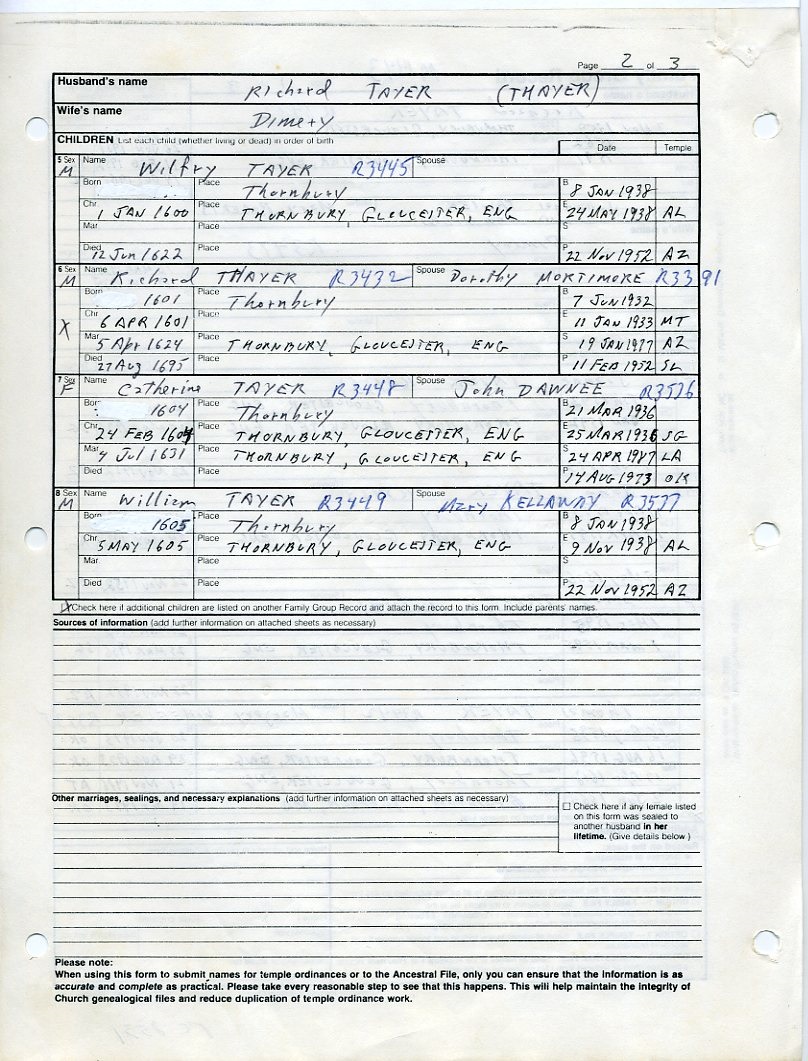 Page 2 of 3
Husband's name Richard TAYER (THAYER)
Wife's name Dimery
CHILDREN List each child (whether living or dead) in order of birth Date Temple
5 Sex M Name Wilfry TAYER R3445 Spouse
Born Place Thornbury B 8 JAN 1938
Chr. 1 JAN 1600 Place THORNBURY, GLOUCESTER, ENG E 24 MAY 1938 AL
Mar. Place S
Died 12 Jun 1622 Place P 22 NOV 1952 AZ
6 Sex M Name Richard THAYER R3432 Spouse Dorothy MORTIMORE R3391
Born 1601 Place Thornbury B 7 JUN 1932
X Chr. 6 APR 1601 Place E 11 JAN 1933 MT
Mar. 5 Apr 1624 Place THORNBURY, GLOUCESTER, ENG S 19 JAN 1977 AZ
Died 27 Aug 1695 Place P 11 FEB 1952 SL
7 Sex F Name Catherine TAYER R3448 Spouse John DAWNEE R3536
Born 1604 Place Thornbury B 21 MAR 1936
Chr. 24 FEB 1604 Place THORNBURY, GLOUCESTER, ENG E 25 MAR 1936 SG
Mar. 4 Jul 1631 Place THORNBURY, GLOUCESTER, ENG S 24 APR 1987 LA
Died Place P 14 AUG 1973 OK
8 Sex M Name William TAYER R3449 Spouse Mary KELLAWAY R3537
Born 1605 Place Thornbury B 8 JAN 1938
Chr. 5 MAY 1605 Place THORNBURY, GLOUCESTER, ENG E 9 NOV 1938 AL
Mar. Place S
Died Place P 22 NOV 1952 AZ
X Check here if additional children are listed on another Family Group Record and attach the record to this form. Include parents' names.
Sources of information (add further information on attached sheets as necessary)
Other marriages, sealings, and necessary explanations (add further information on attached sheets as necessary)
☐ Check here if any female listed
on this form was sealed to
another husband in her
lifetime. (Give details below.)
Please note:
When using this form to submit names for temple ordinances or to the Ancestral File, only you can ensure that the information is as
accurate and complete as practical. Please take every reasonable step to see that this happens. This will help maintain the integrity of
Church genealogical files and reduce duplication of temple ordinance work.